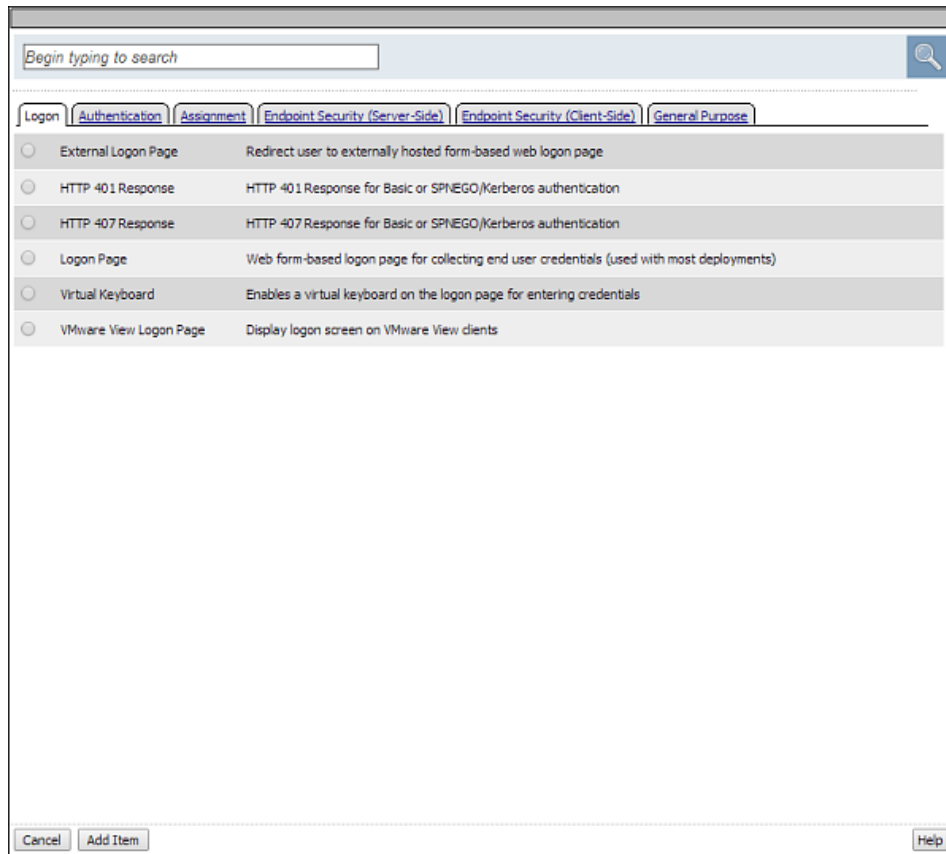 Begin typing to search
Logon Authentication Assignment Endpoint Security (Server-Side) Endpoint Security (Client-Side) General Purpose
External Logon Page Redirect user to externally hosted form-based web logon page
HTTP 401 Response HTTP 401 Response for Basic or SPNEGO/Kerberos authentication
HTTP 407 Response HTTP 407 Response for Basic or SPNEGO/Kerberos authentication
Logon Page Web form-based logon page for collecting end user credentials (used with most deployments)
Virtual Keyboard Enables a virtual keyboard on the logon page for entering credentials
VMware View Logon Page Display logon screen on VMware View clients
Cancel Add Item Help